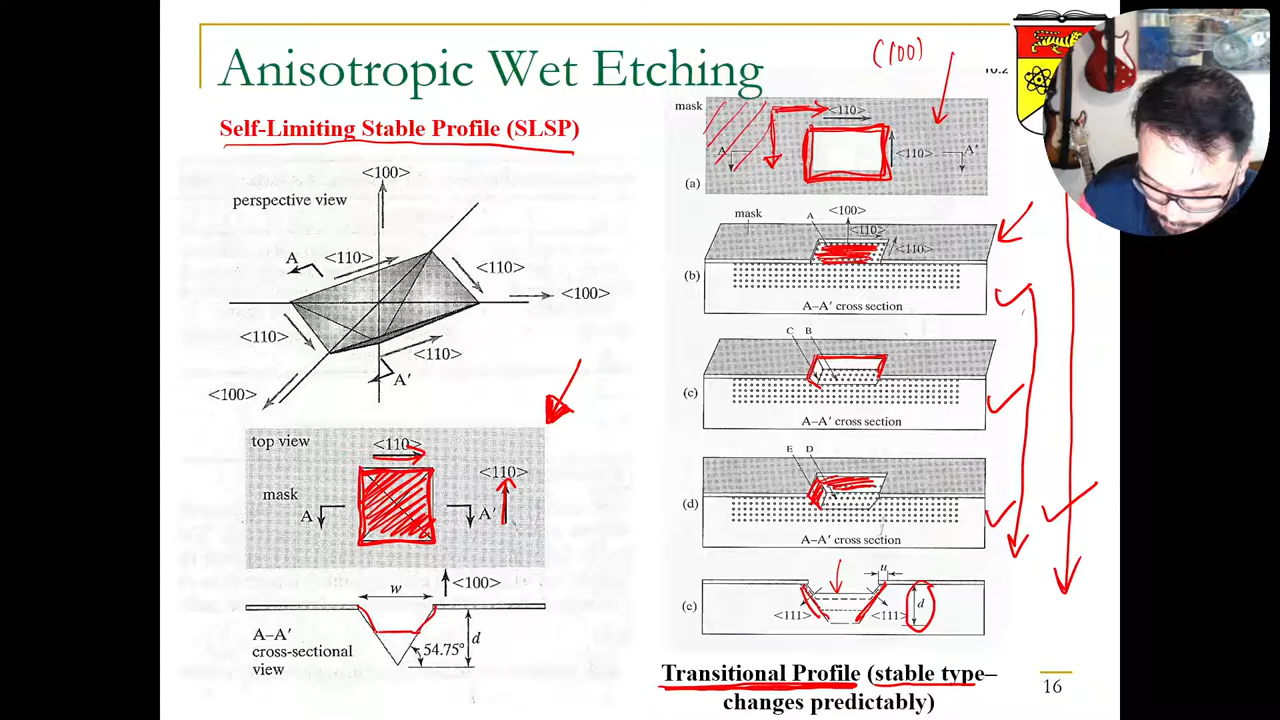 Anisotropic Wet Etching
(100)
Self-Limiting Stable Profile (SLSP)
<100>
perspective view
A
<110>
<110>
<100>
<110>
<110>
A'
<100>
top view
<110>
<110>
mask
A
A'
w
<100>
A–A'
cross-sectional
view
54.75°
d
mask
<110>
A
<110>
A'
(a)
mask
A
<100>
<110>
<110>
(b)
A–A' cross section
C
B
(c)
A–A' cross section
E
D
(d)
A–A' cross section
u
(e)
<111>
<111>
d
Transitional Profile (stable type–
changes predictably)
16